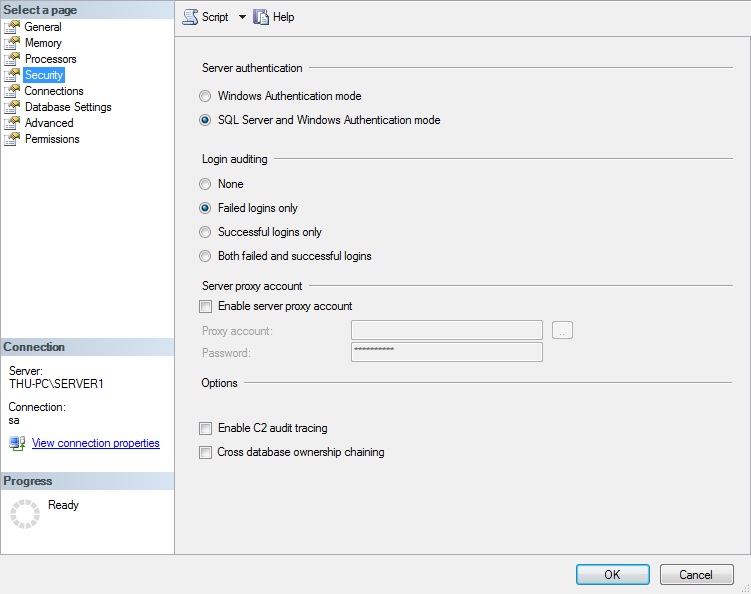 Select a page
General
Memory
Processors
Security
Connections
Database Settings
Advanced
Permissions
Connection
Server:
THU-PC\SERVER1
Connection:
sa
View connection properties
Progress
Ready
Script
Help
Server authentication
Windows Authentication mode
SQL Server and Windows Authentication mode
Login auditing
None
Failed logins only
Successful logins only
Both failed and successful logins
Server proxy account
Enable server proxy account
Proxy account:
..
Password:
**********
Options
Enable C2 audit tracing
Cross database ownership chaining
OK
Cancel